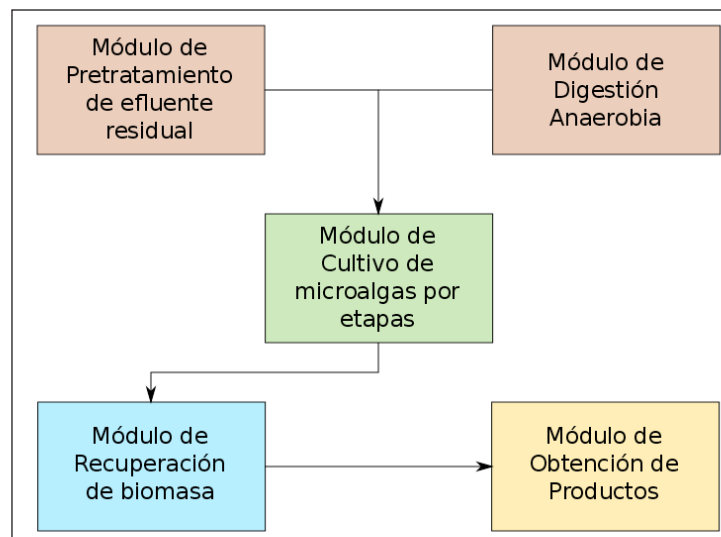 Módulo de
Pretratamiento
de efluente
residual
Módulo de
Digestión
Anaerobia
Módulo de
Cultivo de
microalgas por
etapas
Módulo de
Recuperación
de biomasa
Módulo de
Obtención de
Productos